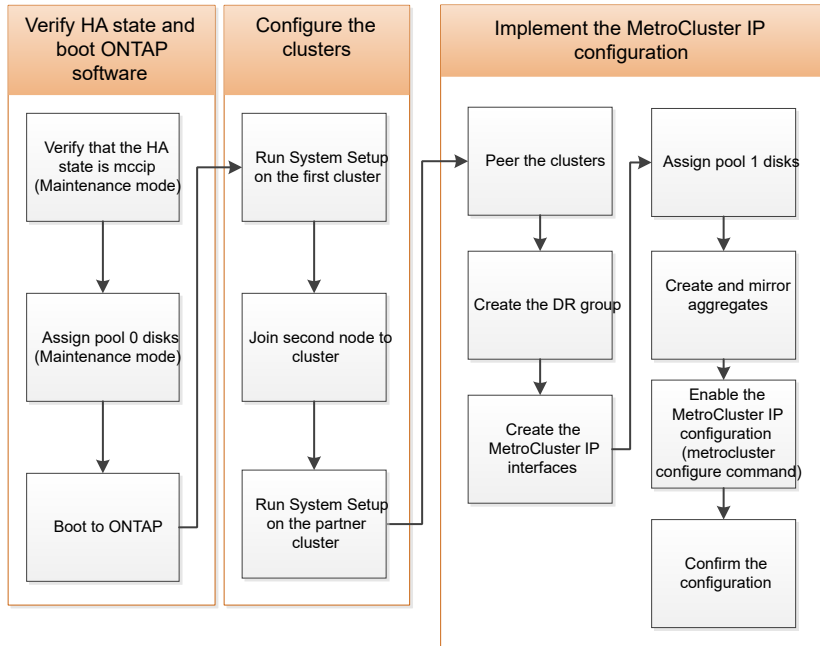 Verify HA state and
boot ONTAP
software
Verify that the HA
state is mccip
(Maintenance mode)
Assign pool 0 disks
(Maintenance mode)
Boot to ONTAP
Configure the
clusters
Run System Setup
on the first cluster
Join second node to
cluster
Run System Setup
on the partner
cluster
Implement the MetroCluster IP
configuration
Peer the clusters
Create the DR group
Create the
MetroCluster IP
interfaces
Assign pool 1 disks
Create and mirror
aggregates
Enable the
MetroCluster IP
configuration
(metrocluster
configure command)
Confirm the
configuration